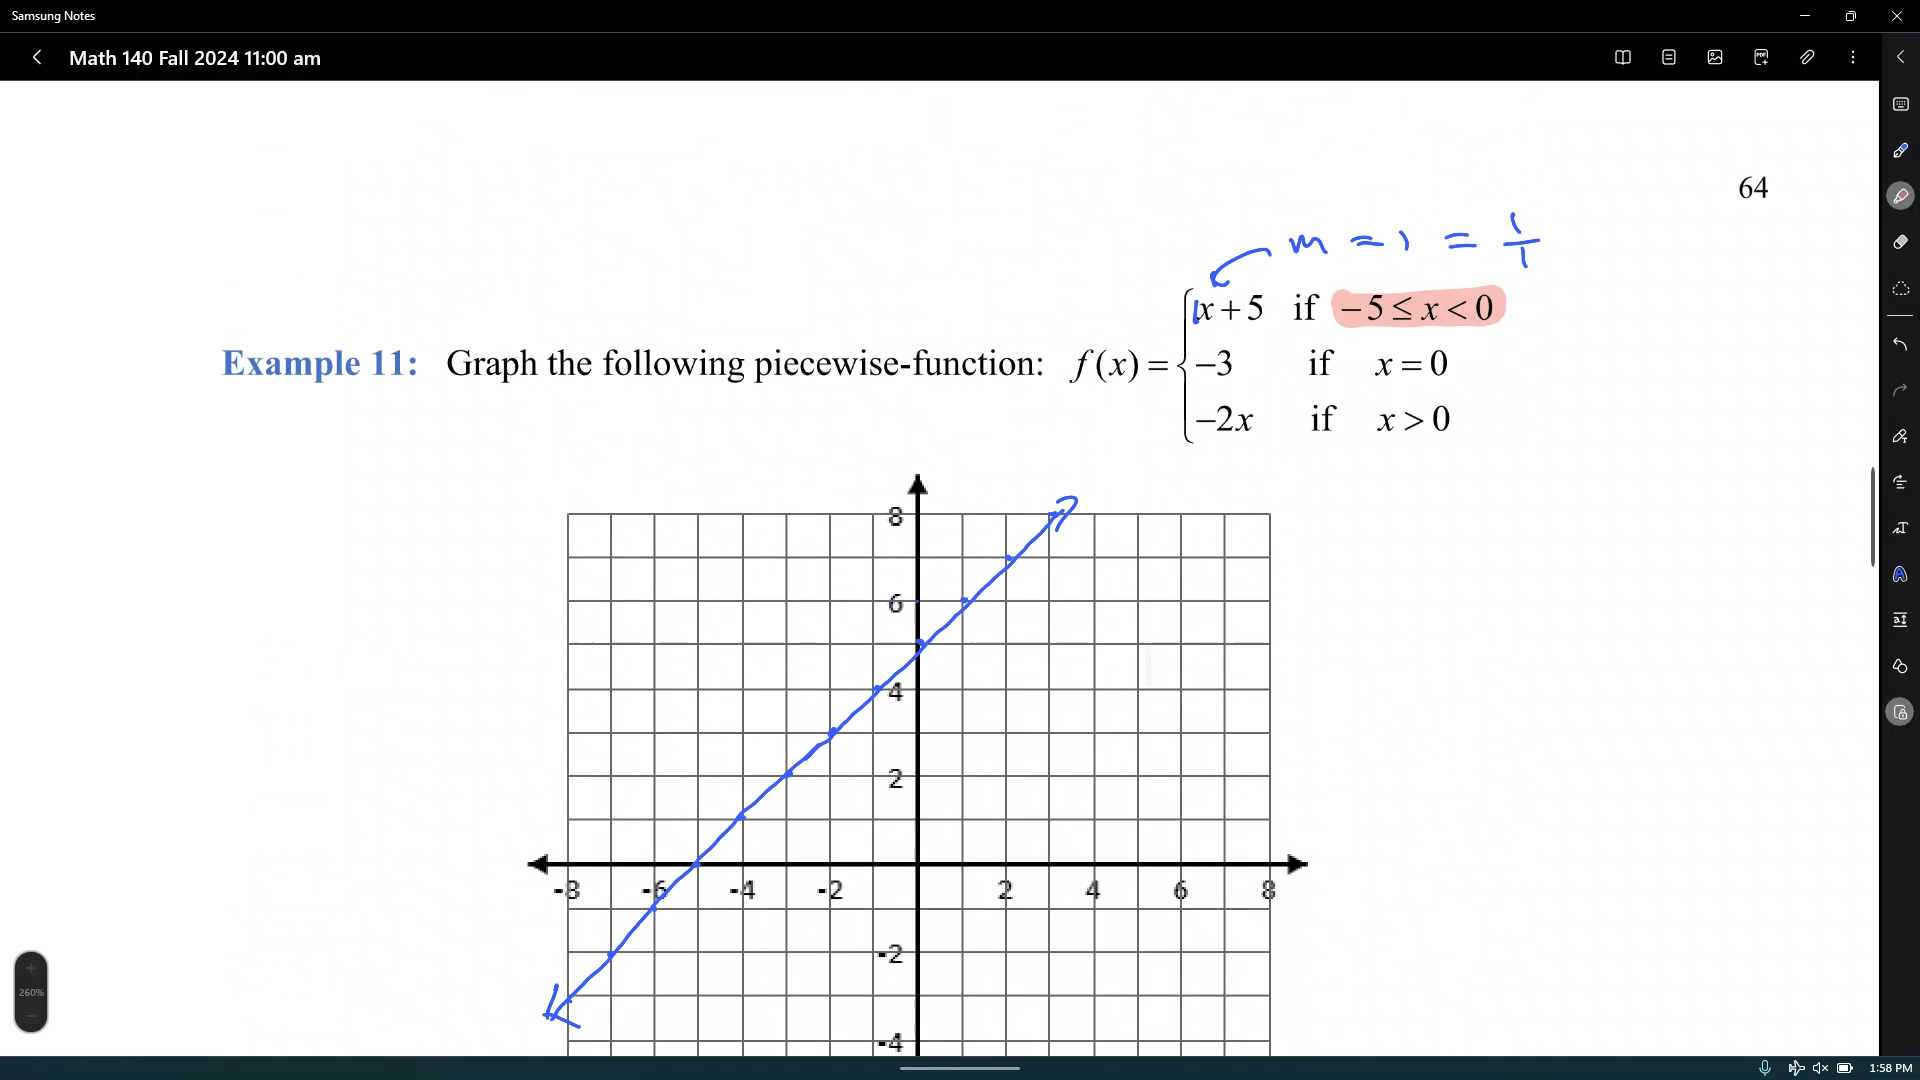 Samsung Notes
Math 140 Fall 2024 11:00 am
64
m = 1 = 1/1
1x + 5 if −5 ≤ x < 0
Example 11: Graph the following piecewise-function: f(x) = −3 if x = 0
−2x if x > 0
8
6
4
2
-8 -6 -4 -2 2 4 6 8
-2
-4
260%
1:58 PM